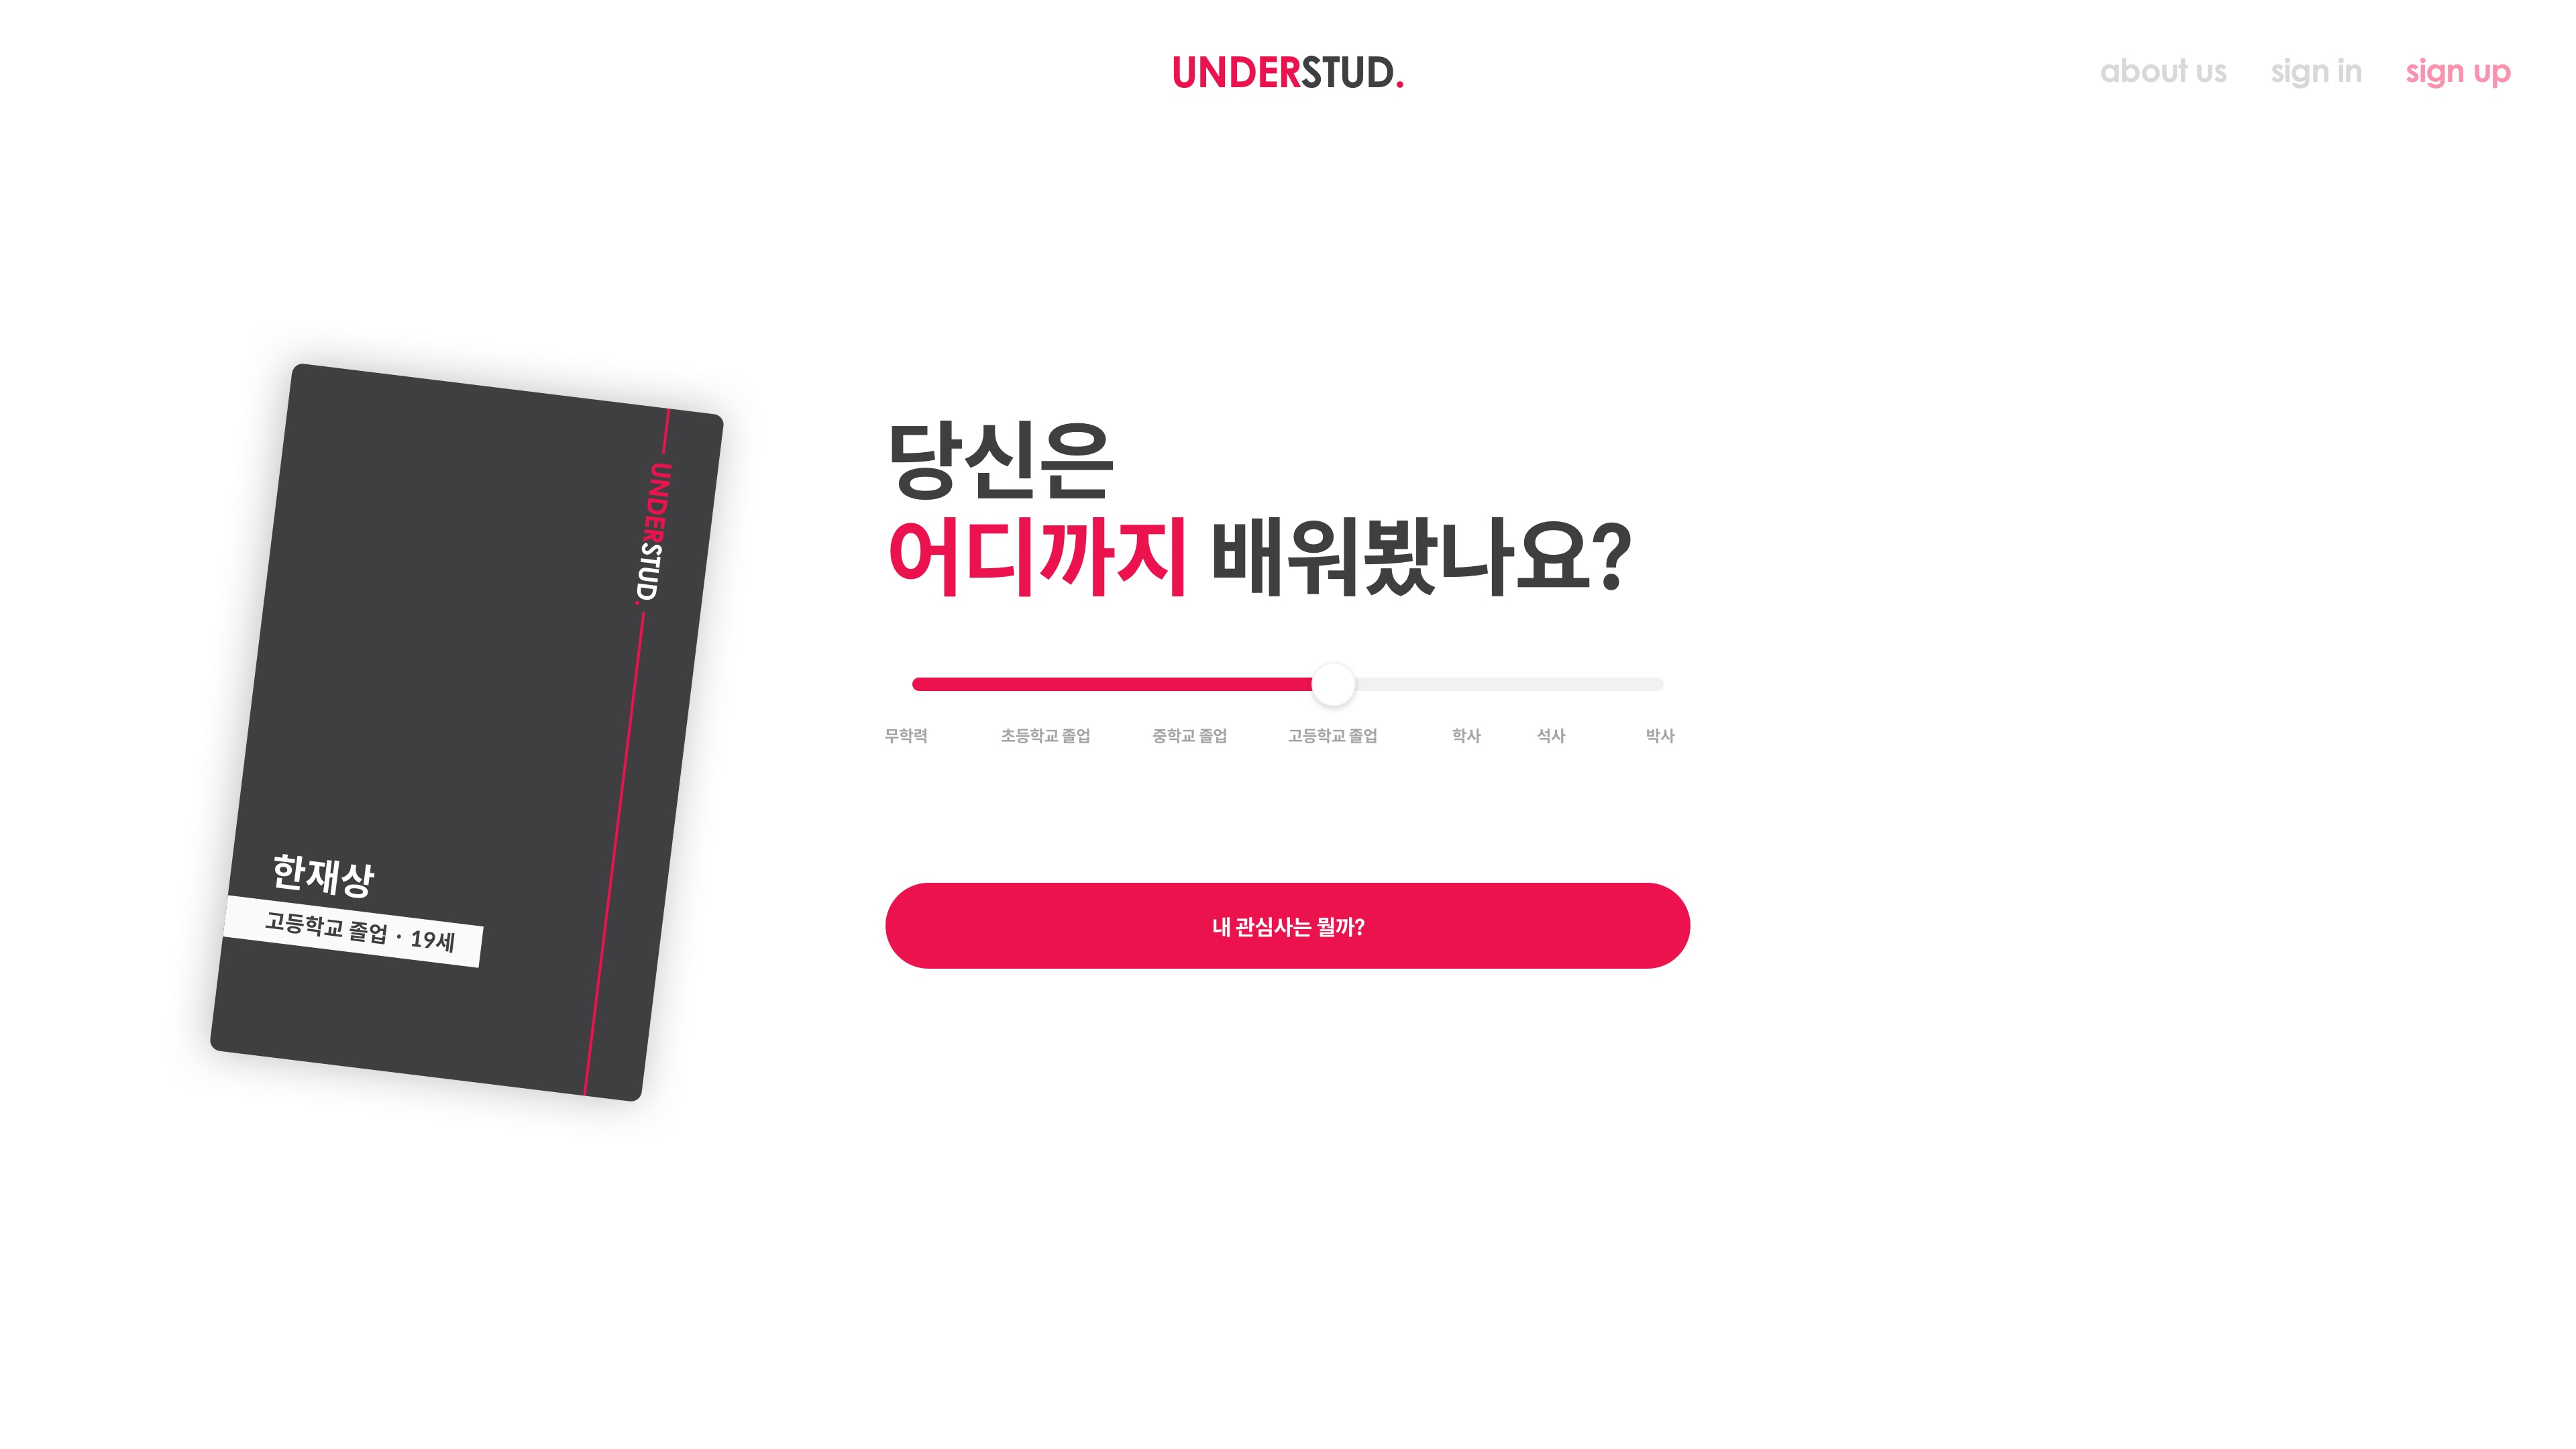 UNDERSTUD.
about us sign in sign up
UNDERSTUD.
한재상
고등학교 졸업 · 19세
당신은
어디까지 배워봤나요?
무학력 초등학교 졸업 중학교 졸업 고등학교 졸업 학사 석사 박사
내 관심사는 뭘까?